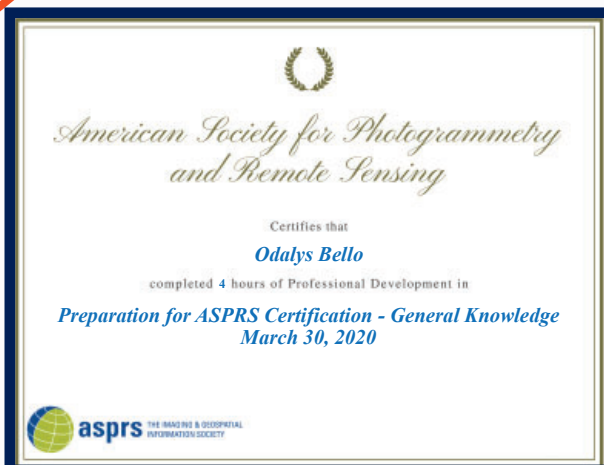 American Society for Photogrammetry
and Remote Sensing
Certifies that
Odalys Bello
completed 4 hours of Professional Development in
Preparation for ASPRS Certification - General Knowledge
March 30, 2020
asprs THE IMAGING & GEOSPATIAL
INFORMATION SOCIETY